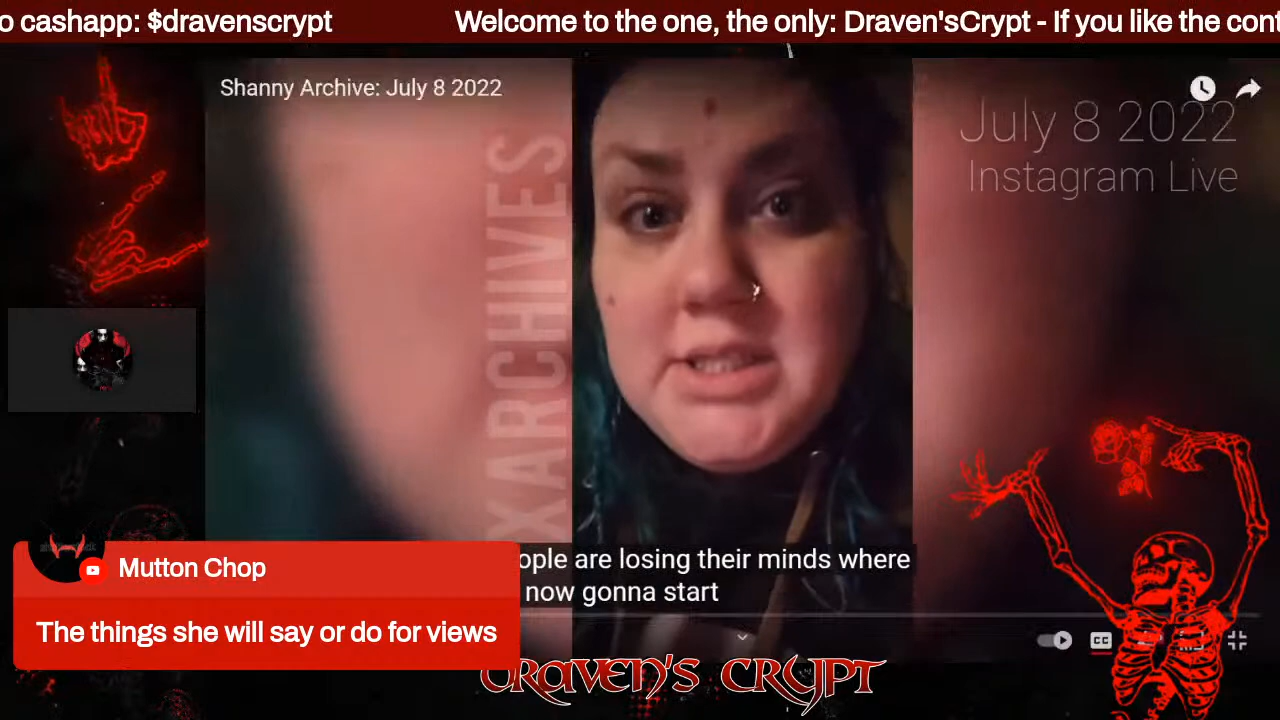 o cashapp: $dravenscrypt
Welcome to the one, the only: Draven'sCrypt - If you like the cont
Shanny Archive: July 8 2022
July 8 2022
Instagram Live
XARCHIVES
ople are losing their minds where
now gonna start
Mutton Chop
The things she will say or do for views
DRAVEN'S CRYPT
CC